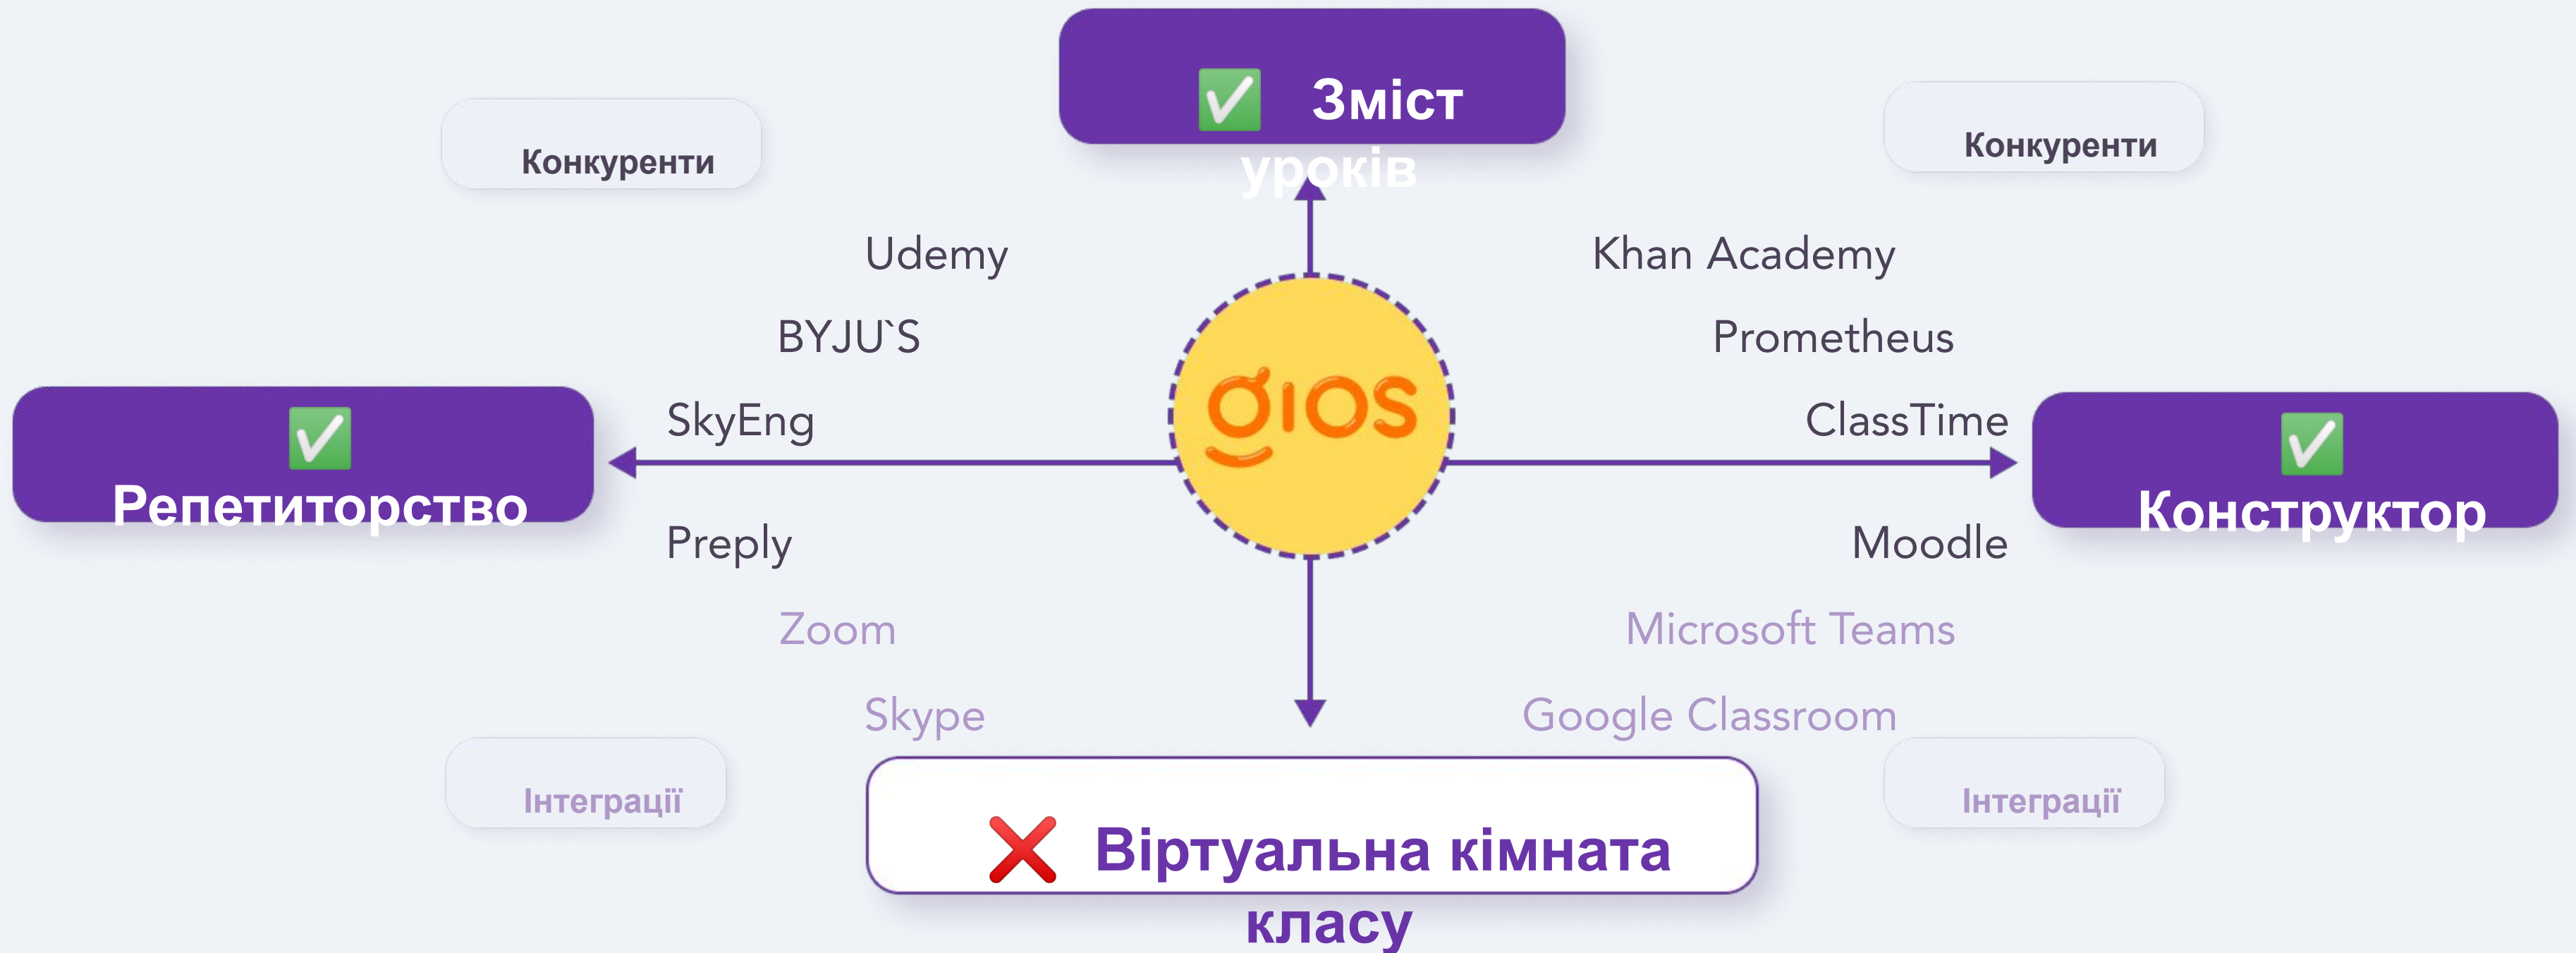 ✅ Зміст
уроків
Конкуренти
Конкуренти
Udemy
Khan Academy
BYJU`S
Prometheus
SkyEng
ClassTime
✅
Репетиторство
gios
✅
Конструктор
Preply
Moodle
Zoom
Microsoft Teams
Skype
Google Classroom
Інтеграції
Інтеграції
❌ Віртуальна кімната
класу